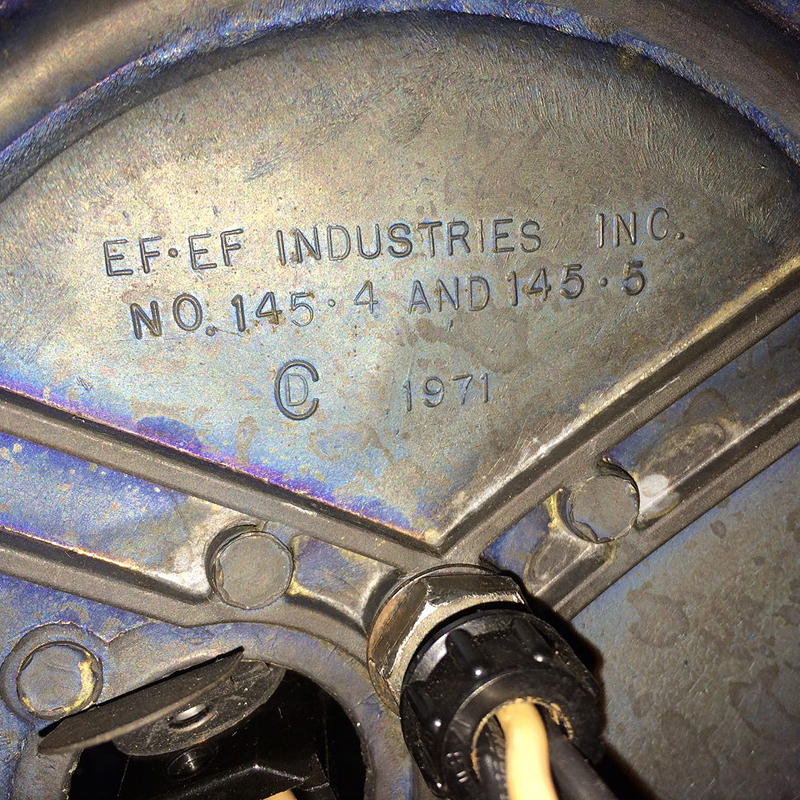 EF·EF INDUSTRIES INC.
NO. 145·4 AND 145·5
© 1971